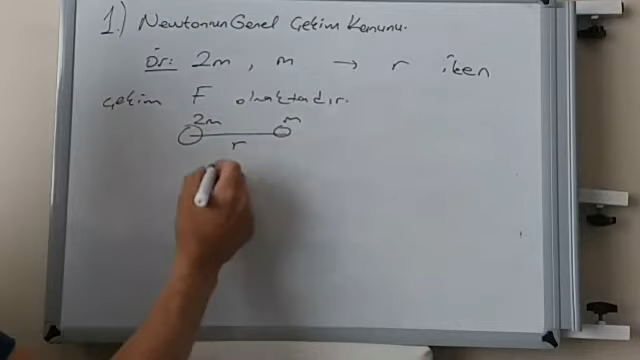 1.) Newtonun Genel Çekim Kanunu.
ÖR: 2m, m → r iken
çekim F olmaktadır.
2m m
r